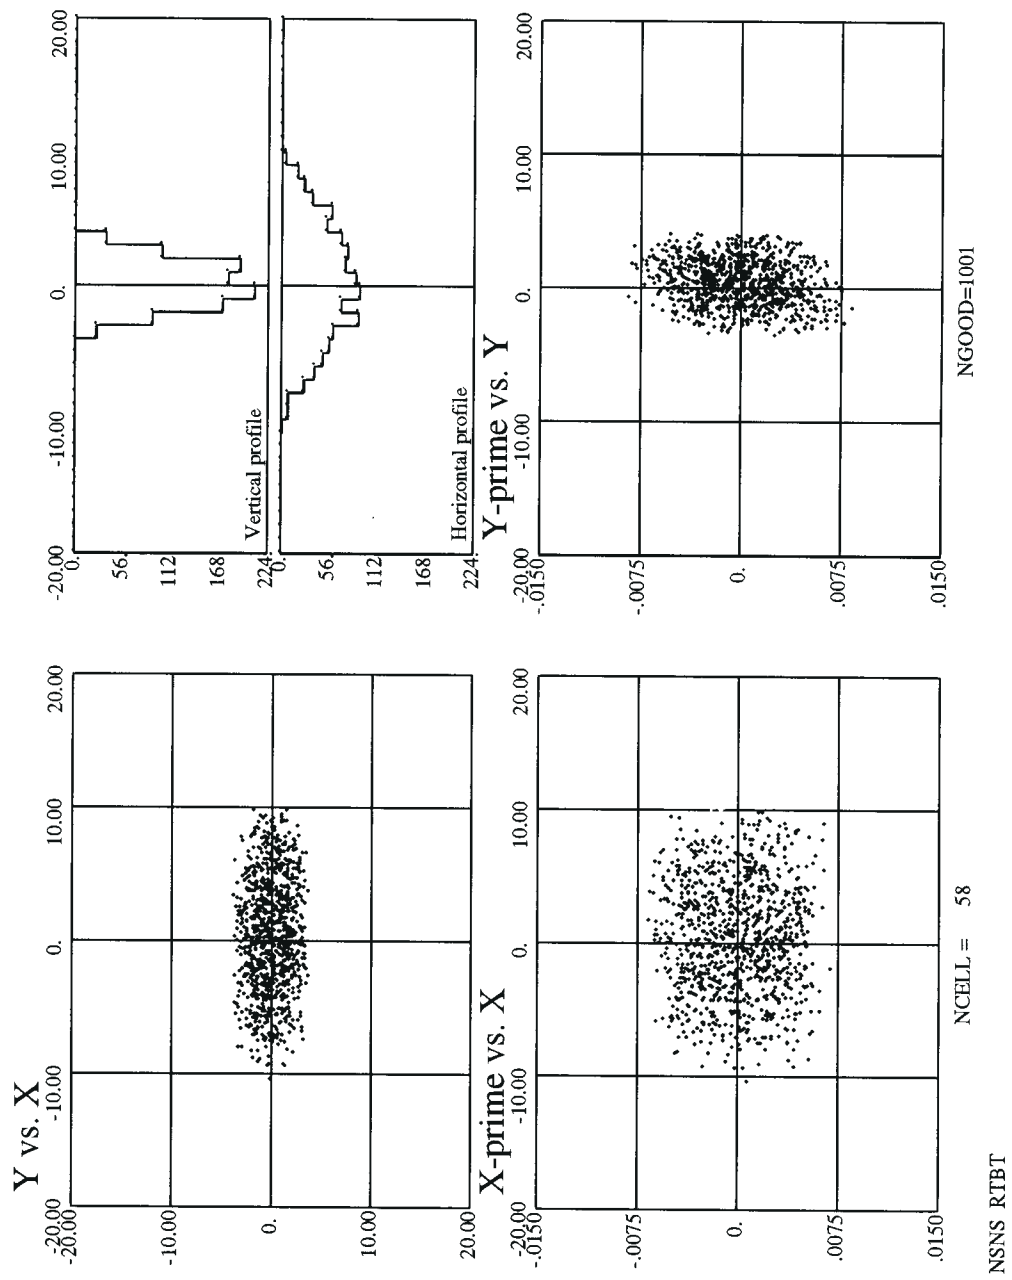 Y vs. X
-20.00 -10.00 0. 10.00 20.00
20.00
-10.00
0.
10.00
20.00
-20.00 -10.00 0. 10.00 20.00
0.
56.
112
168
224.
Vertical profile
0.
56.
112
168
224.
Horizontal profile
X-prime vs. X
-20.00 -10.00 0. 10.00 20.00
-.0150
-.0075
0.
.0075
.0150
Y-prime vs. Y
-20.00 -10.00 0. 10.00 20.00
-.0150
-.0075
0.
.0075
.0150
NCELL = 58
NGOOD=1001
NSNS RTBT